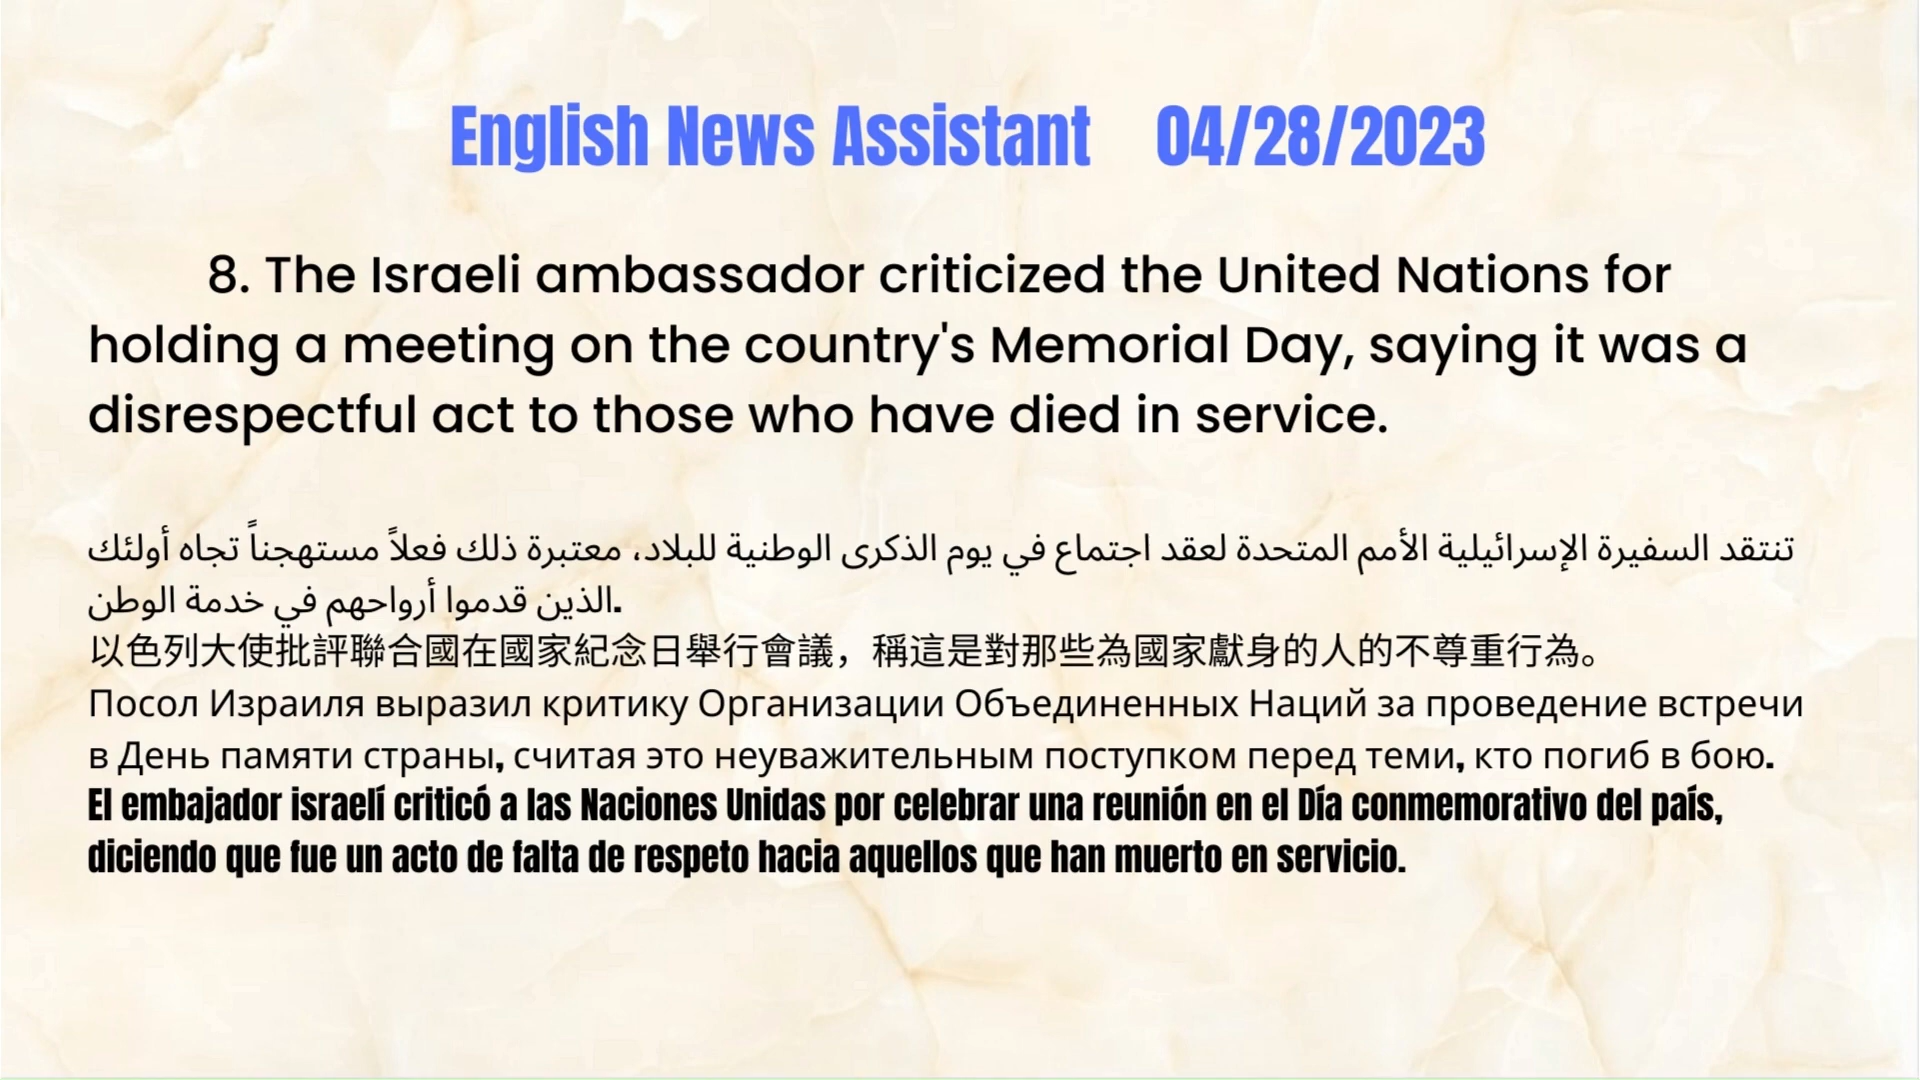 English News Assistant 04/28/2023
8. The Israeli ambassador criticized the United Nations for
holding a meeting on the country's Memorial Day, saying it was a
disrespectful act to those who have died in service.
تنتقد السفيرة الإسرائيلية الأمم المتحدة لعقد اجتماع في يوم الذكرى الوطنية للبلاد، معتبرة ذلك فعلاً مستهجناً تجاه أولئك
الذين قدموا أرواحهم في خدمة الوطن.
以色列大使批評聯合國在國家紀念日舉行會議，稱這是對那些為國家獻身的人的不尊重行為。
Посол Израиля выразил критику Организации Объединенных Наций за проведение встречи
в День памяти страны, считая это неуважительным поступком перед теми, кто погиб в бою.
El embajador israelí criticó a las Naciones Unidas por celebrar una reunión en el Día conmemorativo del país,
diciendo que fue un acto de falta de respeto hacia aquellos que han muerto en servicio.